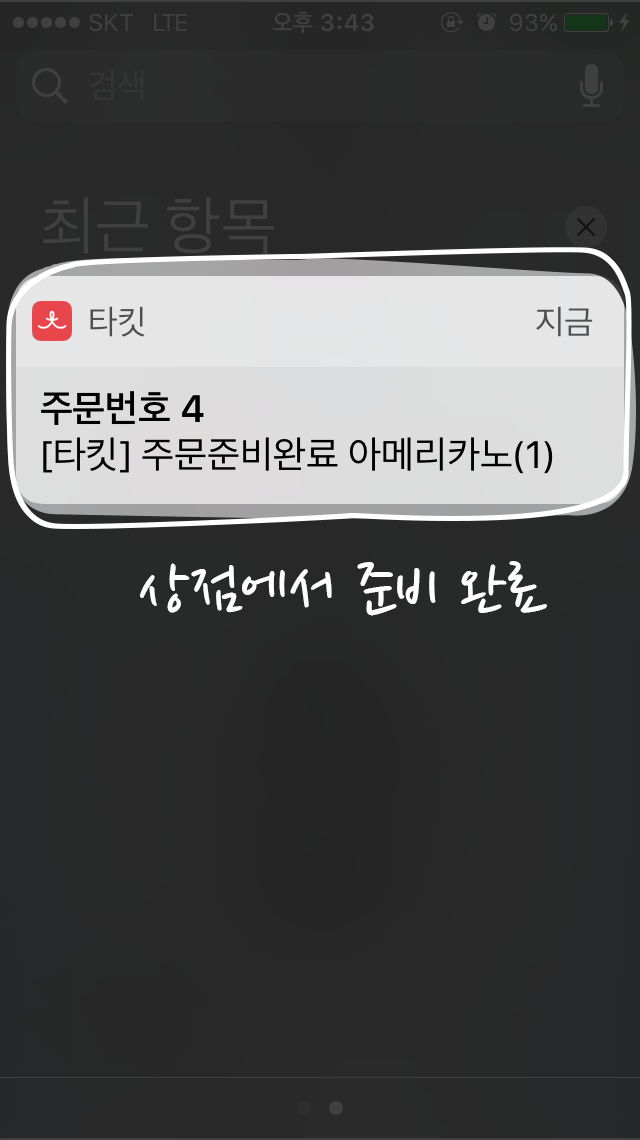 SKT LTE 오후 3:43 93%
검색
최근 항목
타킷 지금
주문번호 4
[타킷] 주문준비완료 아메리카노(1)
상점에서 준비 완료